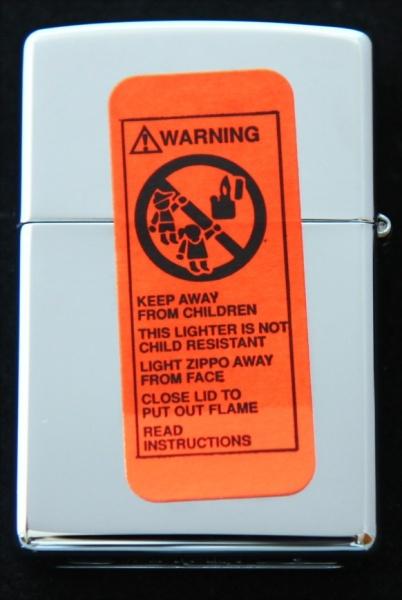 WARNING
KEEP AWAY
FROM CHILDREN
THIS LIGHTER IS NOT
CHILD RESISTANT
LIGHT ZIPPO AWAY
FROM FACE
CLOSE LID TO
PUT OUT FLAME
READ
INSTRUCTIONS